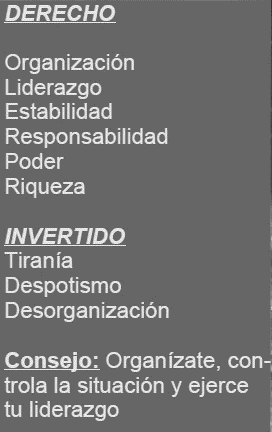 DERECHO
Organización
Liderazgo
Estabilidad
Responsabilidad
Poder
Riqueza
INVERTIDO
Tiranía
Despotismo
Desorganización
Consejo: Organízate, con-
trola la situación y ejerce
tu liderazgo